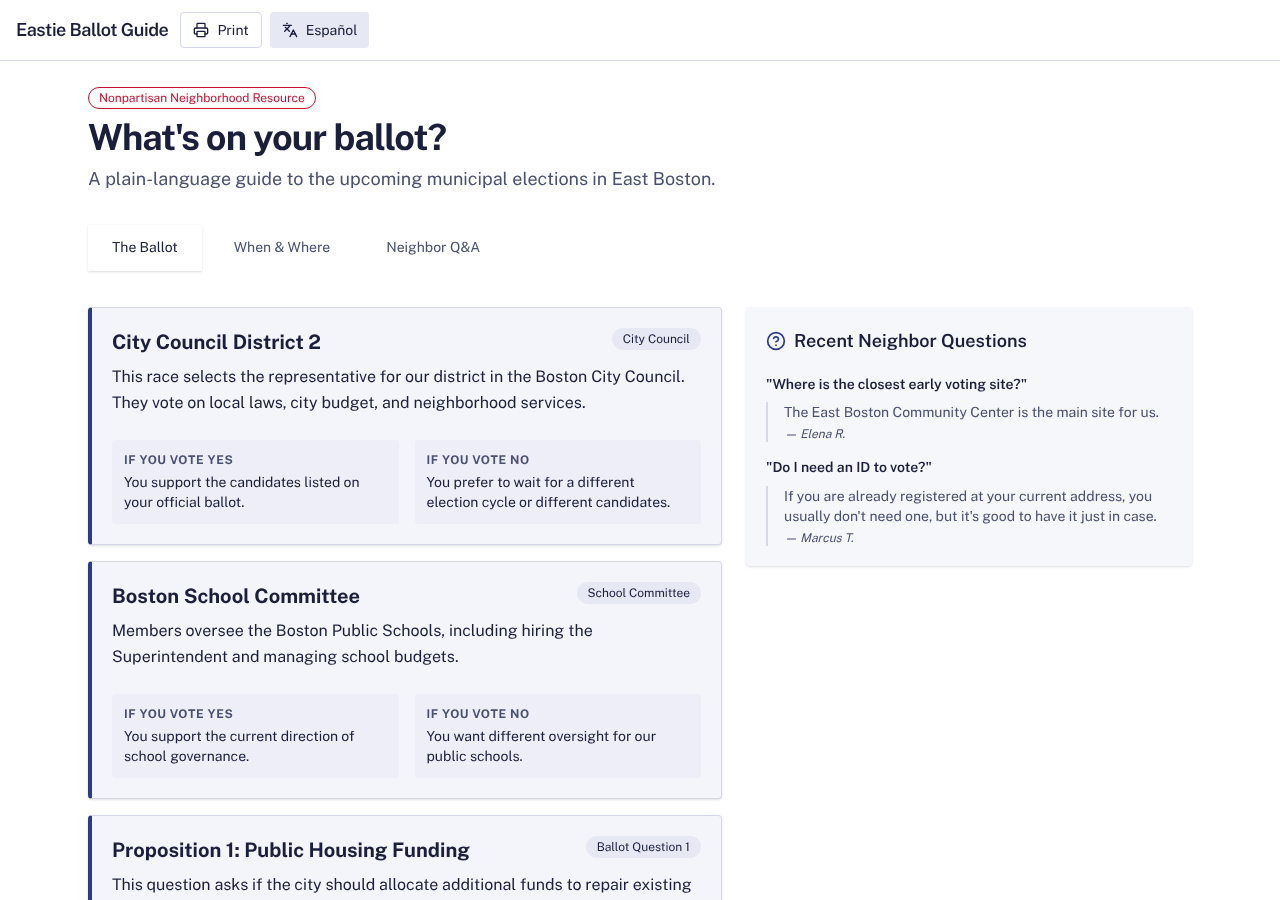 Eastie Ballot Guide
Print
Español
Nonpartisan Neighborhood Resource
What's on your ballot?
A plain-language guide to the upcoming municipal elections in East Boston.
The Ballot
When & Where
Neighbor Q&A
City Council District 2
City Council
This race selects the representative for our district in the Boston City Council.
They vote on local laws, city budget, and neighborhood services.
IF YOU VOTE YES
You support the candidates listed on
your official ballot.
IF YOU VOTE NO
You prefer to wait for a different
election cycle or different candidates.
Boston School Committee
School Committee
Members oversee the Boston Public Schools, including hiring the
Superintendent and managing school budgets.
IF YOU VOTE YES
You support the current direction of
school governance.
IF YOU VOTE NO
You want different oversight for our
public schools.
Proposition 1: Public Housing Funding
Ballot Question 1
This question asks if the city should allocate additional funds to repair existing
Recent Neighbor Questions
"Where is the closest early voting site?"
The East Boston Community Center is the main site for us.
— Elena R.
"Do I need an ID to vote?"
If you are already registered at your current address, you
usually don't need one, but it's good to have it just in case.
— Marcus T.